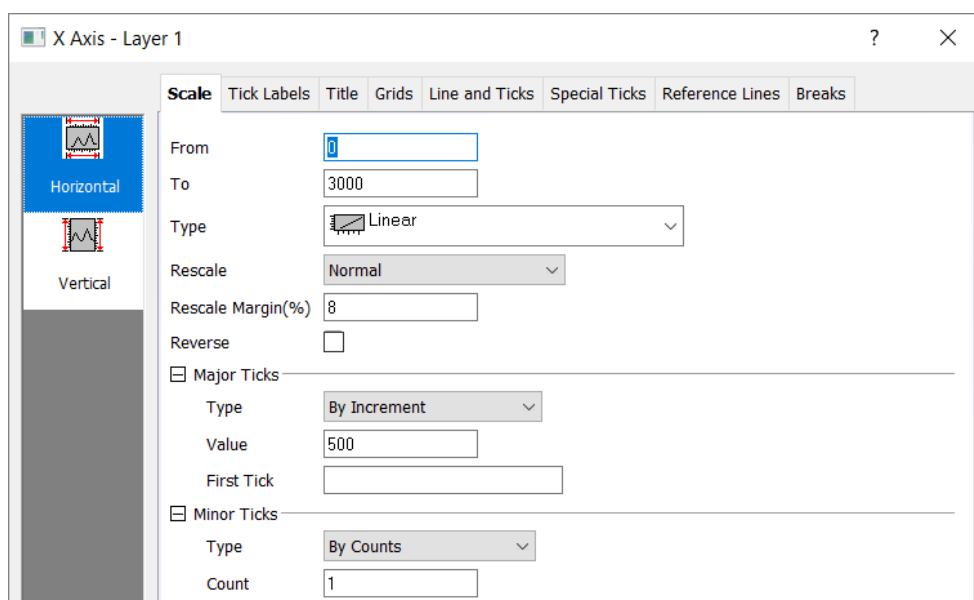 X Axis - Layer 1 ?
Scale Tick Labels Title Grids Line and Ticks Special Ticks Reference Lines Breaks
Horizontal
Vertical
From 0
To 3000
Type Linear
Rescale Normal
Rescale Margin(%) 8
Reverse
Major Ticks
Type By Increment
Value 500
First Tick
Minor Ticks
Type By Counts
Count 1